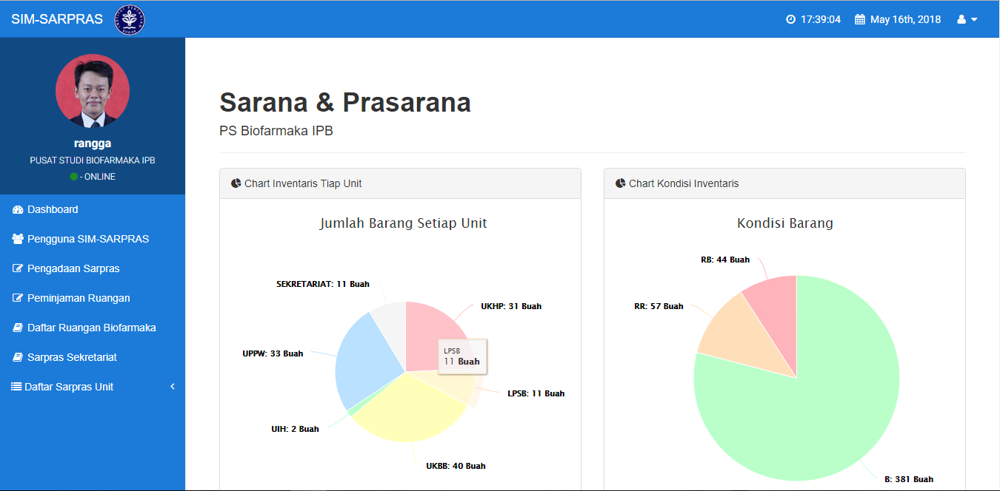 SIM-SARPRAS
INSTITUT PERTANIAN
BOGOR
17:39:04
May 16th, 2018
rangga
PUSAT STUDI BIOFARMAKA IPB
- ONLINE
Dashboard
Pengguna SIM-SARPRAS
Pengadaan Sarpras
Peminjaman Ruangan
Daftar Ruangan Biofarmaka
Sarpras Sekretariat
Daftar Sarpras Unit
Sarana & Prasarana
PS Biofarmaka IPB
Chart Inventaris Tiap Unit
Jumlah Barang Setiap Unit
SEKRETARIAT: 11 Buah
UKHP: 31 Buah
LPSB
11 Buah
UPPW: 33 Buah
LPSB: 11 Buah
UIH: 2 Buah
UKBB: 40 Buah
Chart Kondisi Inventaris
Kondisi Barang
RB: 44 Buah
RR: 57 Buah
B: 381 Buah